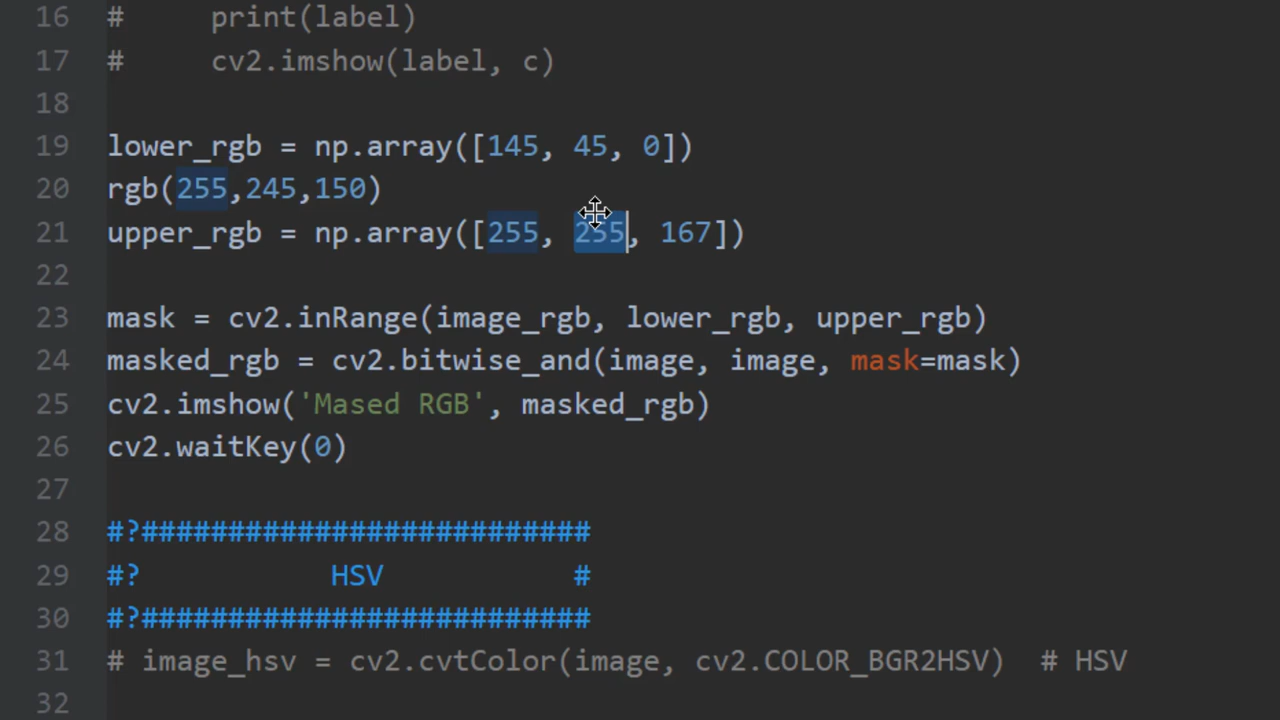 16 #     print(label)
17 #     cv2.imshow(label, c)
18
19 lower_rgb = np.array([145, 45, 0])
20 rgb(255,245,150)
21 upper_rgb = np.array([255, 255, 167])
22
23 mask = cv2.inRange(image_rgb, lower_rgb, upper_rgb)
24 masked_rgb = cv2.bitwise_and(image, image, mask=mask)
25 cv2.imshow('Mased RGB', masked_rgb)
26 cv2.waitKey(0)
27
28 #?##########################
29 #?           HSV           #
30 #?##########################
31 # image_hsv = cv2.cvtColor(image, cv2.COLOR_BGR2HSV)  # HSV
32